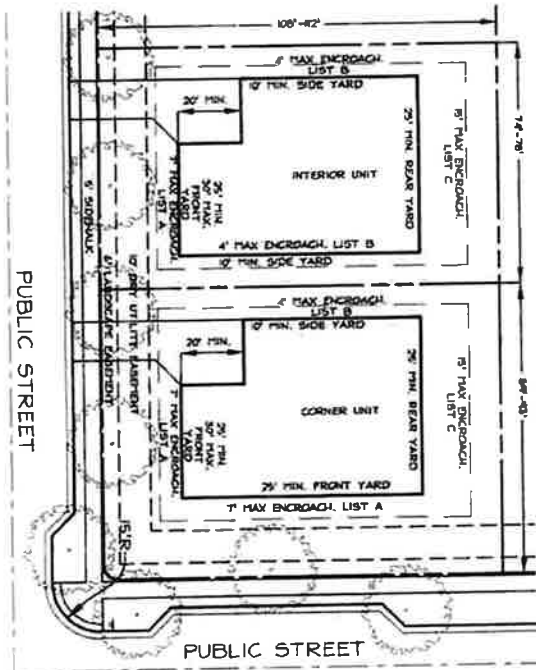 108'-112'
4' MAX ENCROACH.
LIST B
10' MIN. SIDE YARD
20' MIN.
INTERIOR UNIT
25' MIN. REAR YARD
15' MAX ENCROACH.
LIST C
74'-78'
25' MIN.
30' MAX.
FRONT
YARD
7' MAX ENCROACH.
LIST A
4' MAX ENCROACH. LIST B
10' MIN. SIDE YARD
5' SIDEWALK
6' LANDSCAPE EASEMENT
10' DRY UTILITY EASEMENT
PUBLIC STREET
4' MAX ENCROACH.
LIST B
10' MIN. SIDE YARD
20' MIN.
CORNER UNIT
25' MIN. REAR YARD
15' MAX ENCROACH.
LIST C
25' MIN.
30' MAX.
FRONT
YARD
7' MAX ENCROACH.
LIST A
25' MIN. FRONT YARD
7' MAX ENCROACH. LIST A
15'R
PUBLIC STREET